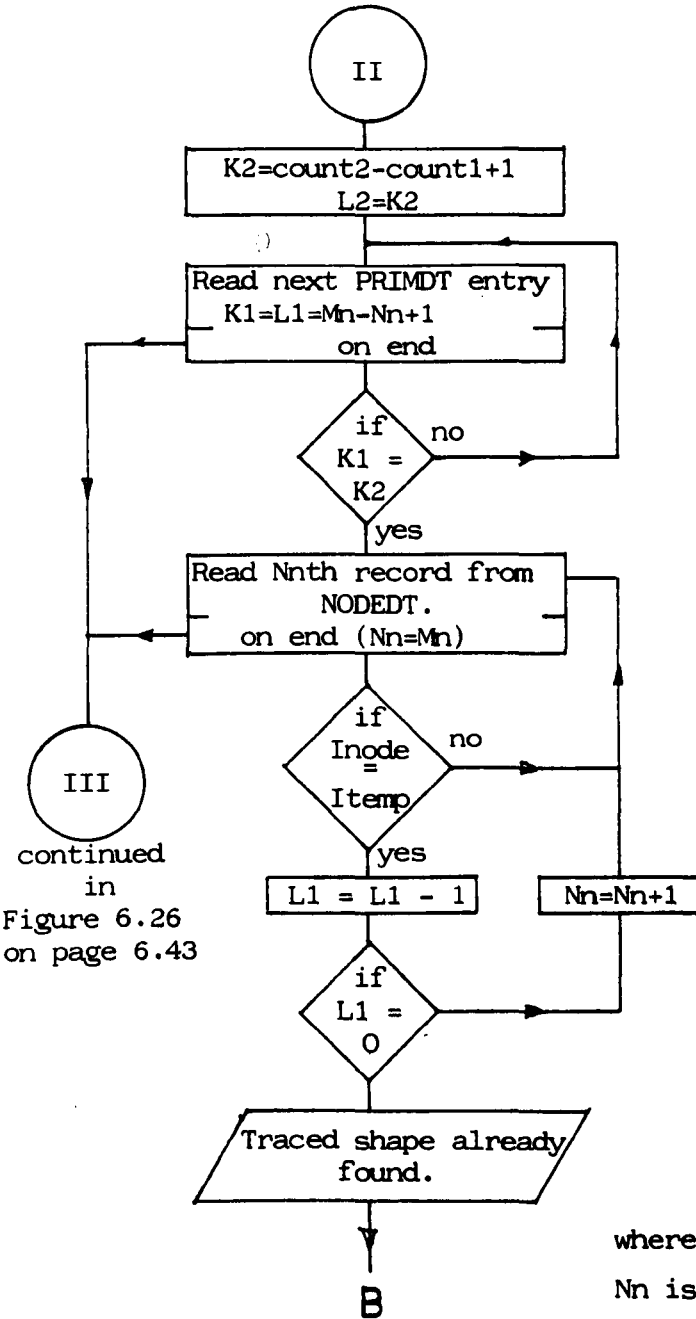 II
K2=count2-count1+1
L2=K2
Read next PRIMDT entry
K1=L1=Mn-Nn+1
on end
if
K1 =
K2
no
yes
Read Nnth record from
NODEDT.
on end (Nn=Mn)
if
Inode
=
Itemp
no
yes
III
continued
in
Figure 6.26
on page 6.43
L1 = L1 - 1
Nn=Nn+1
if
L1 =
0
Traced shape already
found.
B
where
Nn is